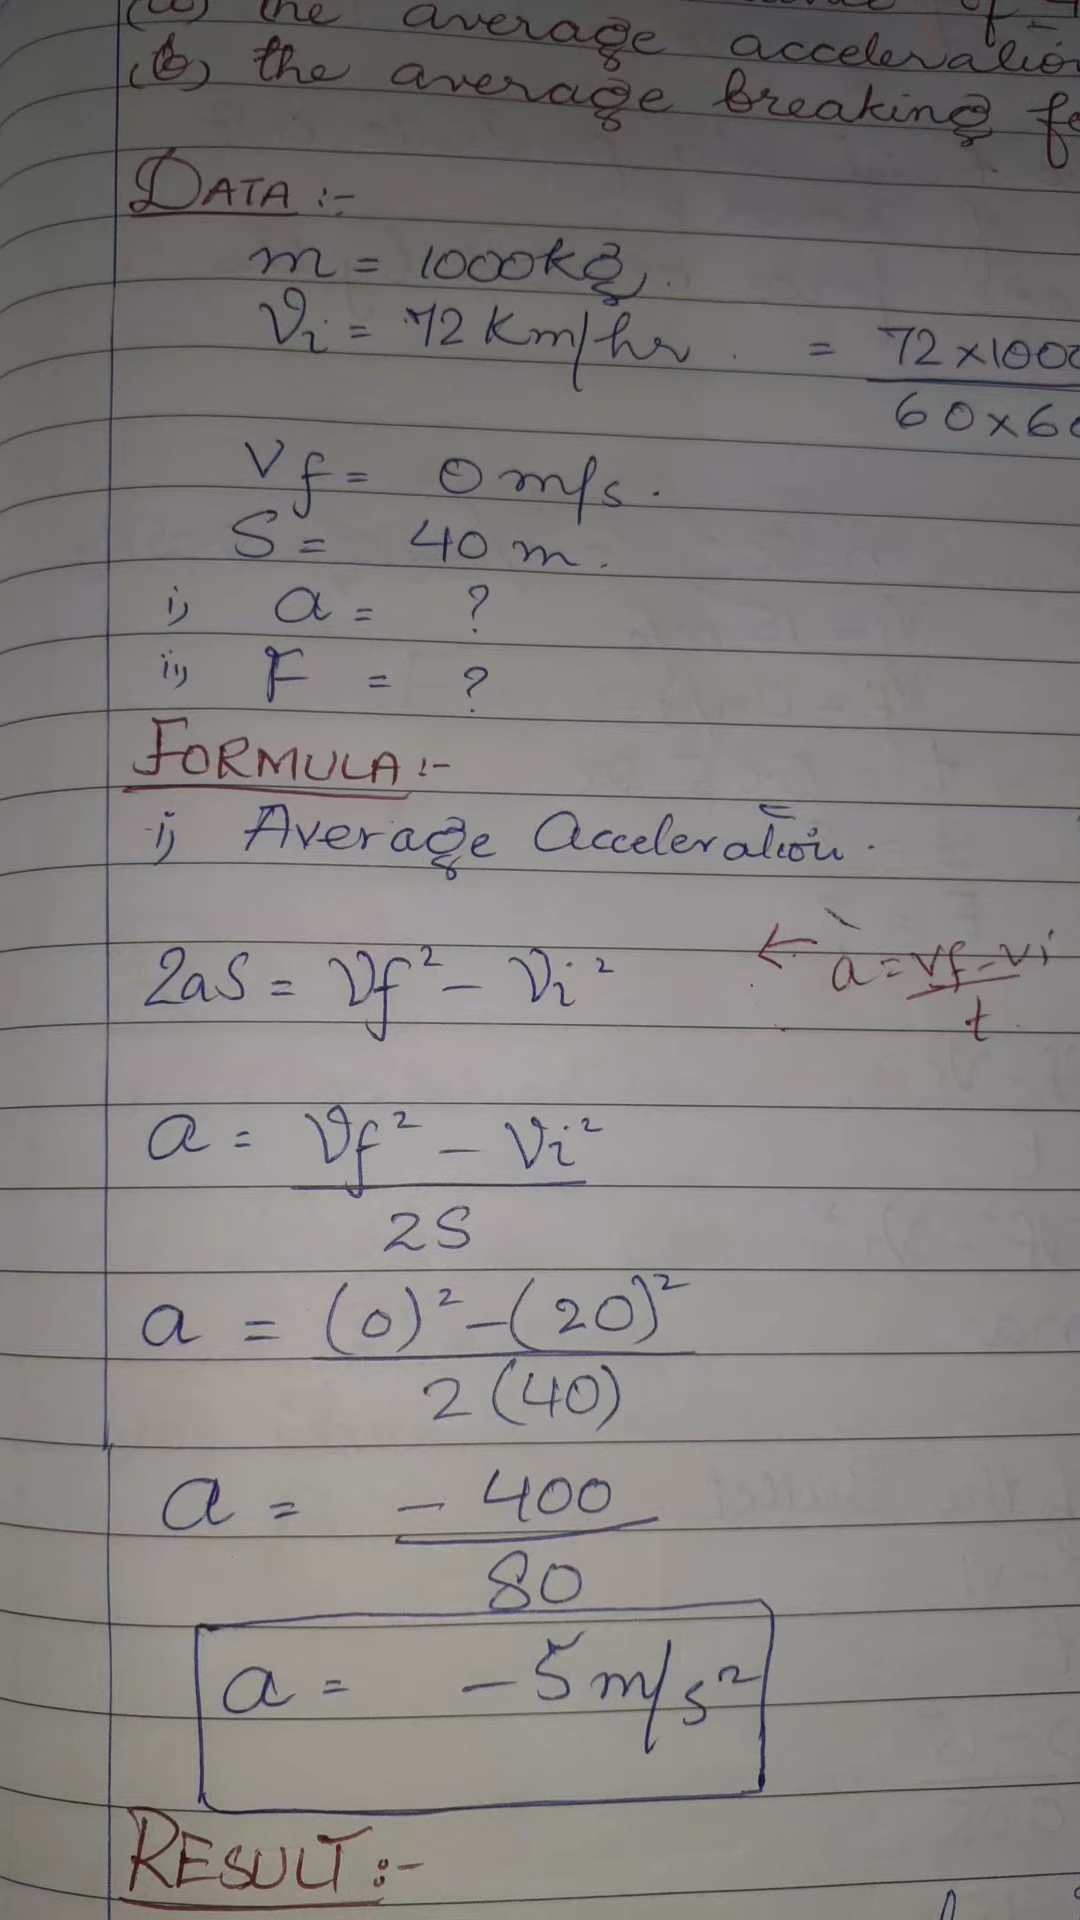 the average acceleration
(b) the average breaking
DATA :-
m = 1000kg.
Vi = 72 Km/hr. = 72×1000
60×60
Vf = 0 m/s.
S = 40 m.
i) a = ?
ii) F = ?
FORMULA :-
i) Average Acceleration.
2aS = Vf² - Vi² ← a = Vf - Vi
t
a = Vf² - Vi²
2S
a = (0)² - (20)²
2 (40)
a = - 400
80
a = - 5 m/s²
RESULT :-